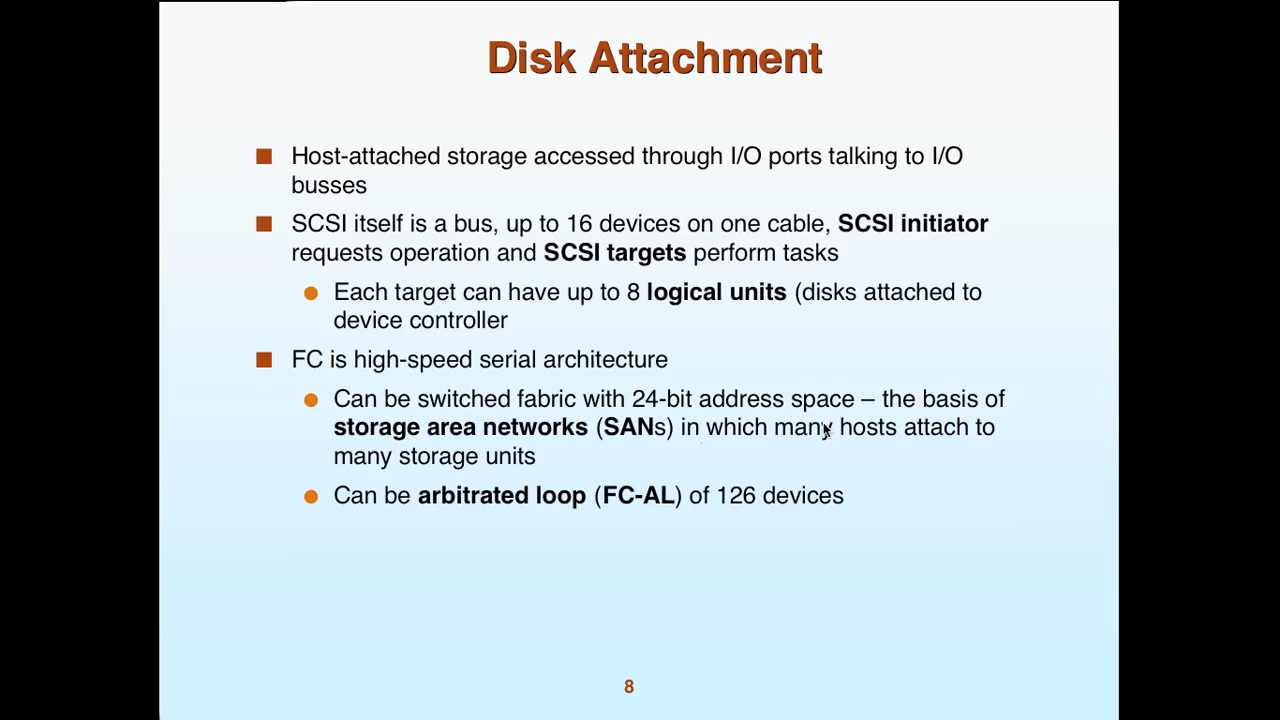 Disk Attachment
Host-attached storage accessed through I/O ports talking to I/O
busses
SCSI itself is a bus, up to 16 devices on one cable, SCSI initiator
requests operation and SCSI targets perform tasks
Each target can have up to 8 logical units (disks attached to
device controller
FC is high-speed serial architecture
Can be switched fabric with 24-bit address space – the basis of
storage area networks (SANs) in which many hosts attach to
many storage units
Can be arbitrated loop (FC-AL) of 126 devices
8